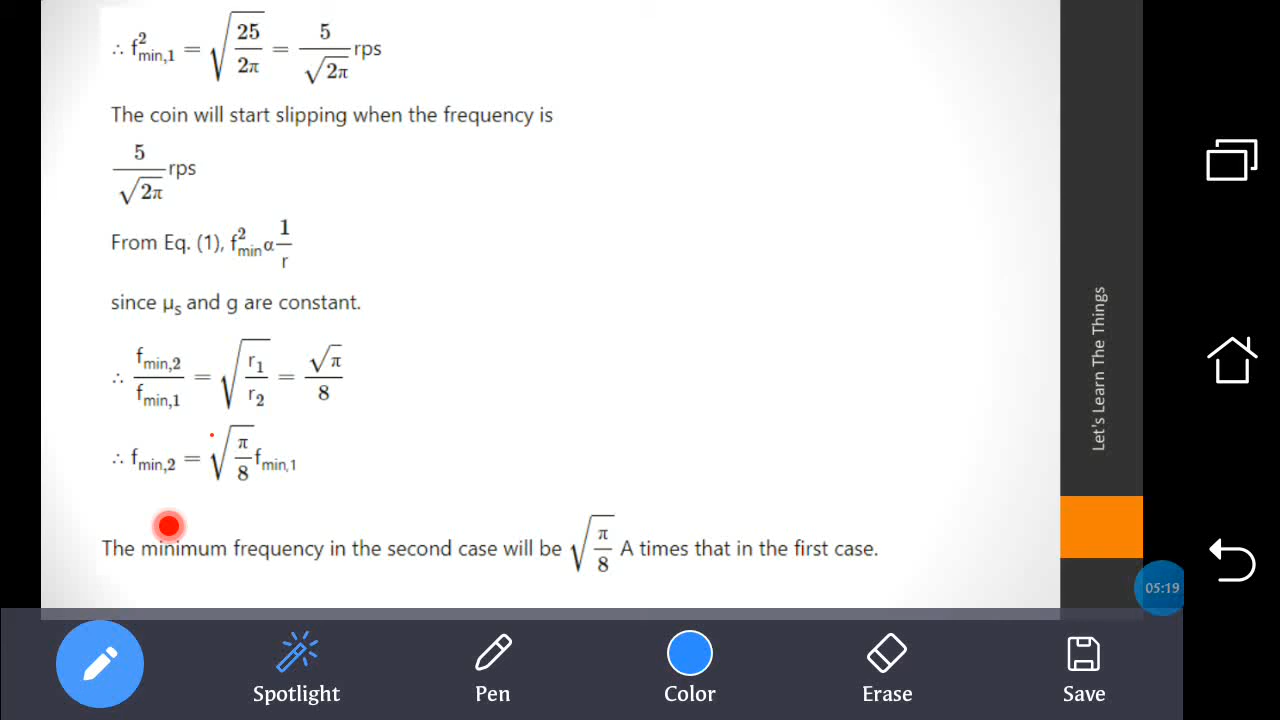 ∴ f²min,1 = √(25/2π) = 5/√2π rps
The coin will start slipping when the frequency is
5/√2π rps
From Eq. (1), f²min α 1/r
since μs and g are constant.
∴ fmin,2/fmin,1 = √(r1/r2) = √π/8
∴ fmin,2 = √(π/8) fmin,1
The minimum frequency in the second case will be √(π/8) A times that in the first case.
Let's Learn The Things
05:19
Spotlight
Pen
Color
Erase
Save